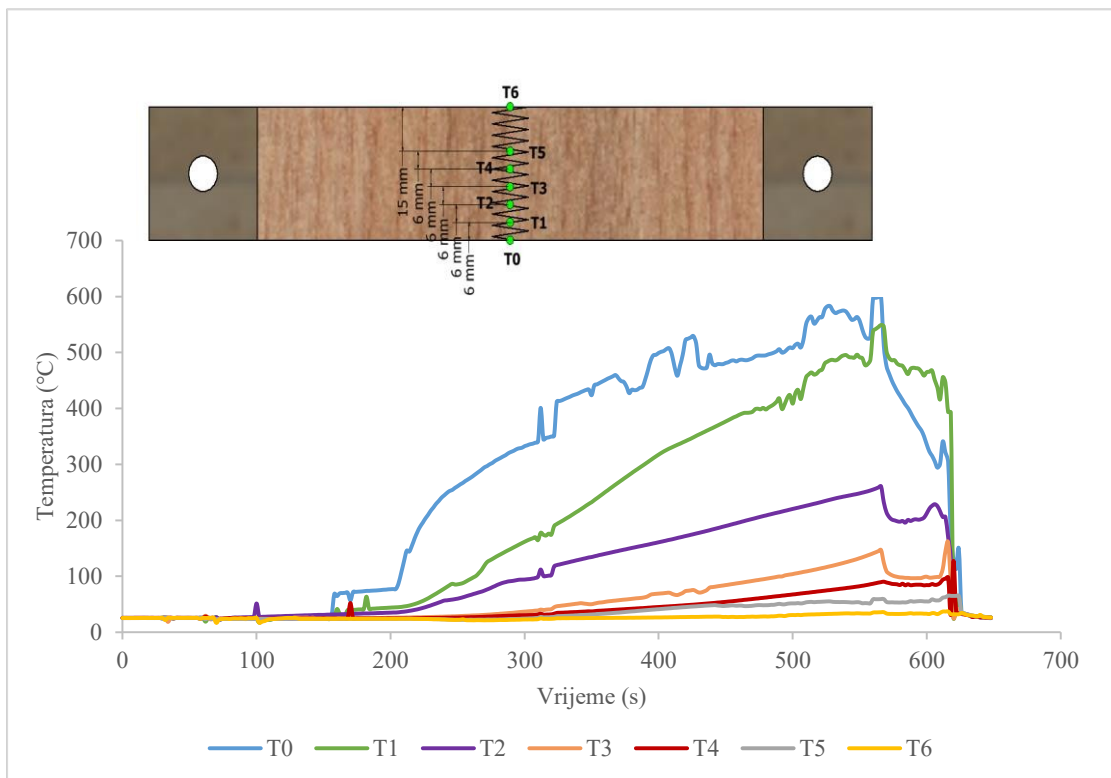 T6
T5
T4
T3
T2
T1
T0
15 mm
6 mm
6 mm
6 mm
6 mm
6 mm
700
600
500
400
300
200
100
0
Temperatura (°C)
0 100 200 300 400 500 600 700
Vrijeme (s)
T0 T1 T2 T3 T4 T5 T6